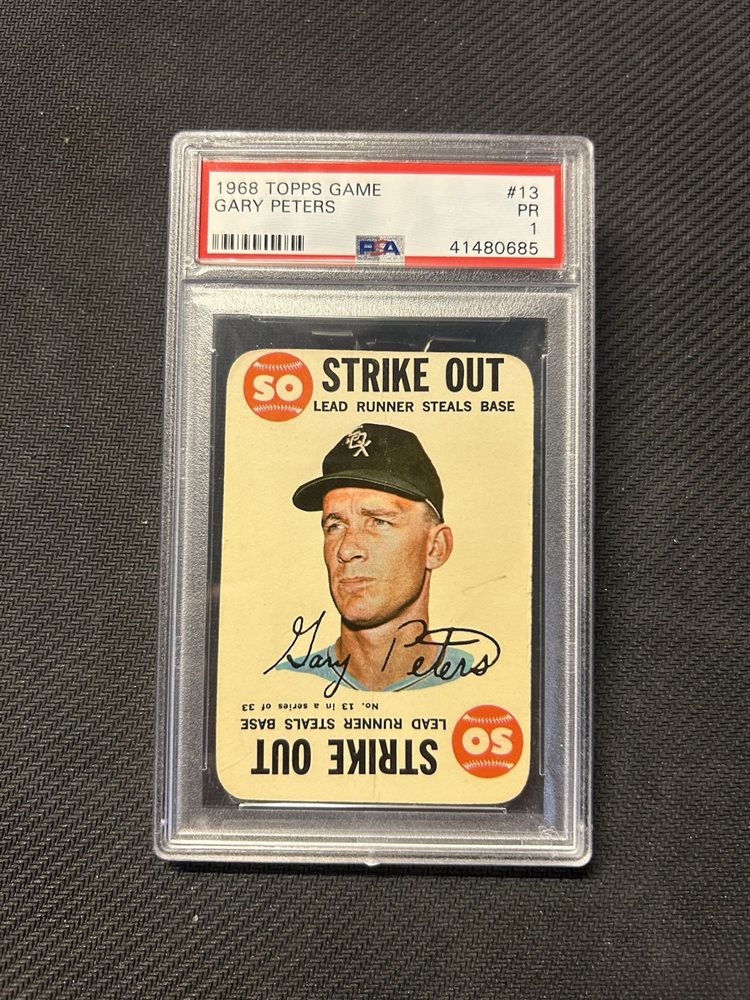 1968 TOPPS GAME #13
GARY PETERS PR
1
PSA 41480685
SO STRIKE OUT
LEAD RUNNER STEALS BASE
SOX
Gary Peters
No. 13 in a series of 33
LEAD RUNNER STEALS BASE
STRIKE OUT SO